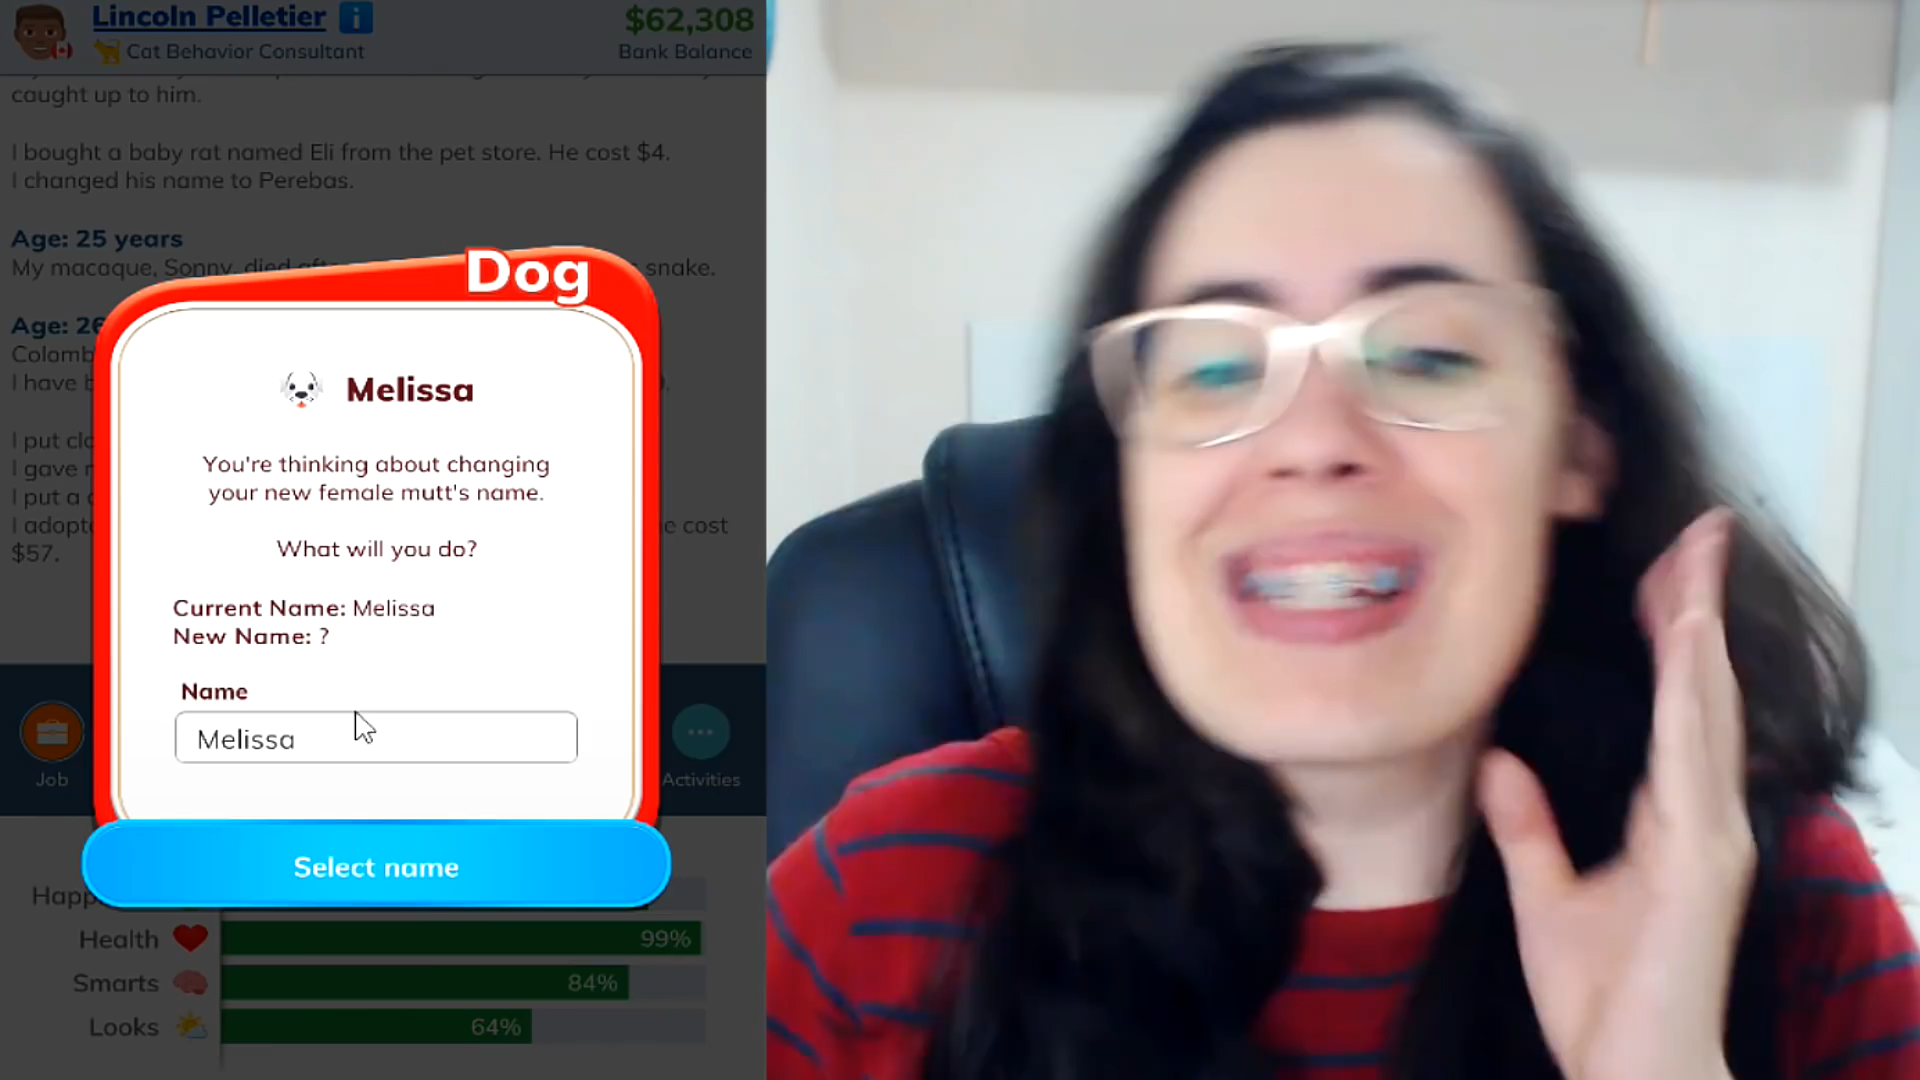 Lincoln Pelletier
$62,308
Cat Behavior Consultant
Bank Balance
caught up to him.
I bought a baby rat named Eli from the pet store. He cost $4.
I changed his name to Perebas.
Age: 25 years
My macaque, Sonny, died
snake.
Age: 26
I have
I put
I gave
I put a
cost
$57.
Dog
Melissa
You're thinking about changing
your new female mutt's name.
What will you do?
Current Name: Melissa
New Name: ?
Name
Melissa
Select name
Job
Activities
Health
99%
Smarts
84%
Looks
64%